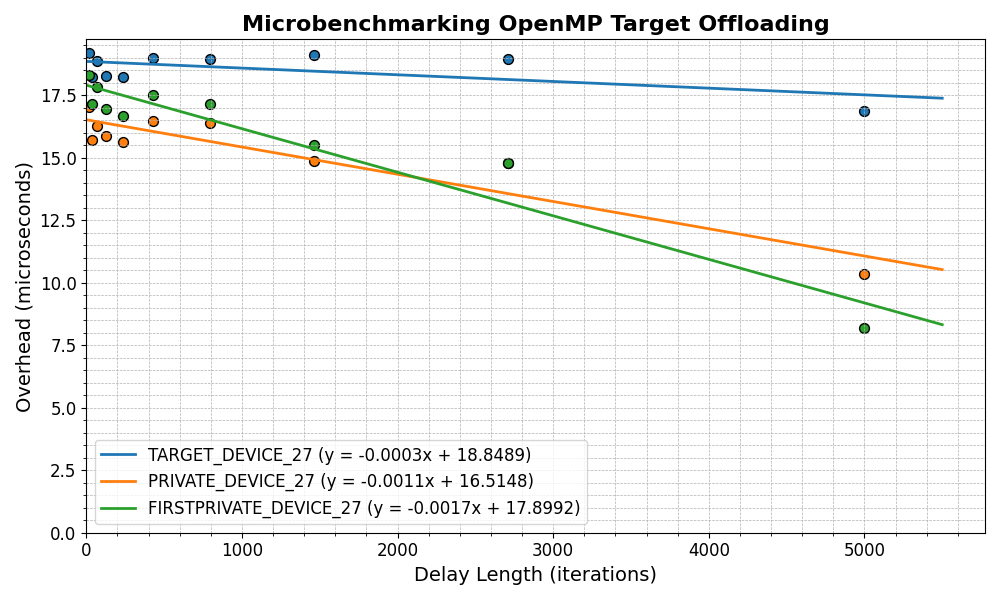 Microbenchmarking OpenMP Target Offloading
Overhead (microseconds)
17.5
15.0
12.5
10.0
7.5
5.0
2.5
0.0
TARGET_DEVICE_27 (y = -0.0003x + 18.8489)
PRIVATE_DEVICE_27 (y = -0.0011x + 16.5148)
FIRSTPRIVATE_DEVICE_27 (y = -0.0017x + 17.8992)
0 1000 2000 3000 4000 5000
Delay Length (iterations)